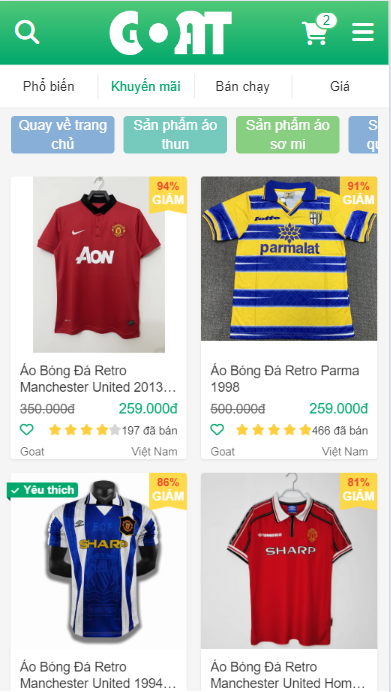 GOAT
2
Phổ biến
Khuyến mãi
Bán chạy
Giá
Quay về trang
chủ
Sản phẩm áo
thun
Sản phẩm áo
sơ mi
94%
GIẢM
AON
91%
GIẢM
lotto
parmalat
Áo Bóng Đá Retro
Manchester United 2013…
350.000đ
259.000đ
197 đã bán
Goat
Việt Nam
Áo Bóng Đá Retro Parma
1998
500.000đ
259.000đ
466 đã bán
Goat
Việt Nam
Yêu thích
86%
GIẢM
SHARP
81%
GIẢM
SHARP
Áo Bóng Đá Retro
Manchester United 1994…
Áo Bóng Đá Retro
Manchester United Hom…